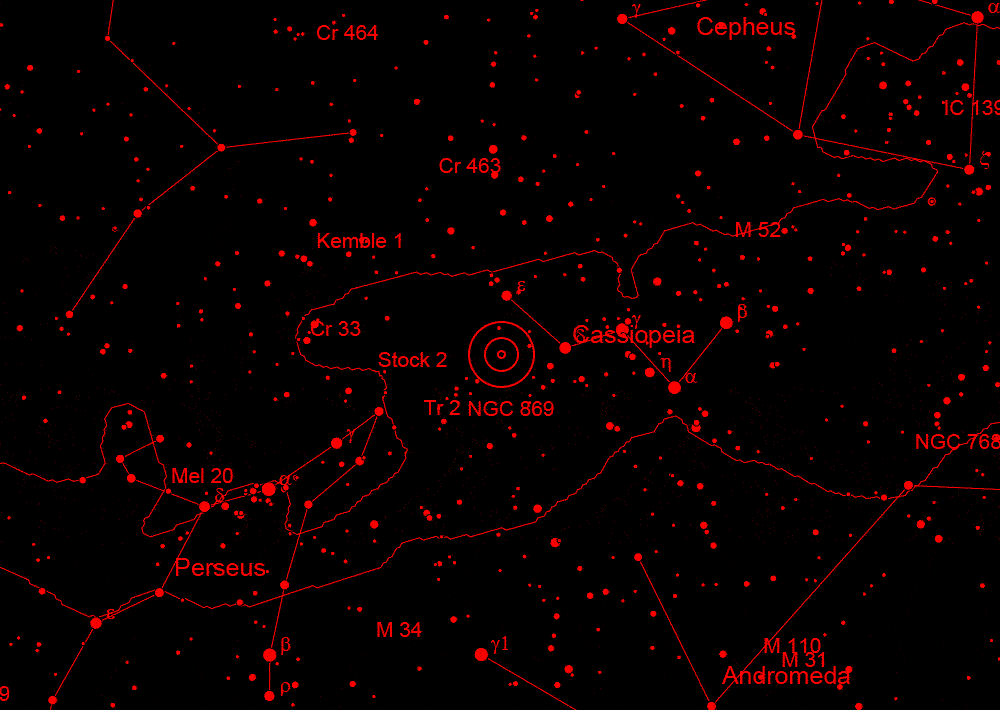 γ
α
Cepheus
Cr 464
IC 139
Cr 463
ζ
M 52
Kemble 1
ε
β
γ
Cassiopeia
δ
Cr 33
Stock 2
η
α
Tr 2
NGC 869
NGC 768
γ
Mel 20
α
δ
Perseus
ε
M 34
β
γ1
M 110
M 31
Andromeda
ρ
9